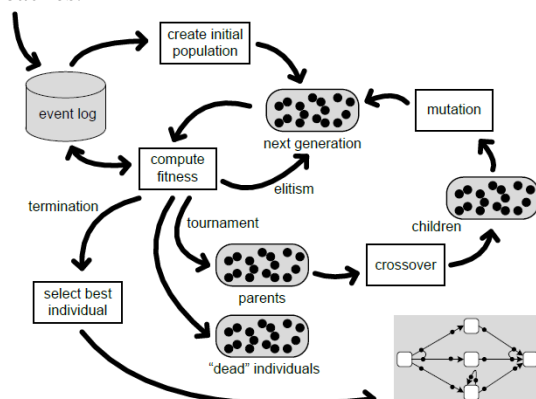 create initial
population
event log
mutation
next generation
compute
fitness
elitism
children
termination
tournament
crossover
parents
select best
individual
"dead" individuals